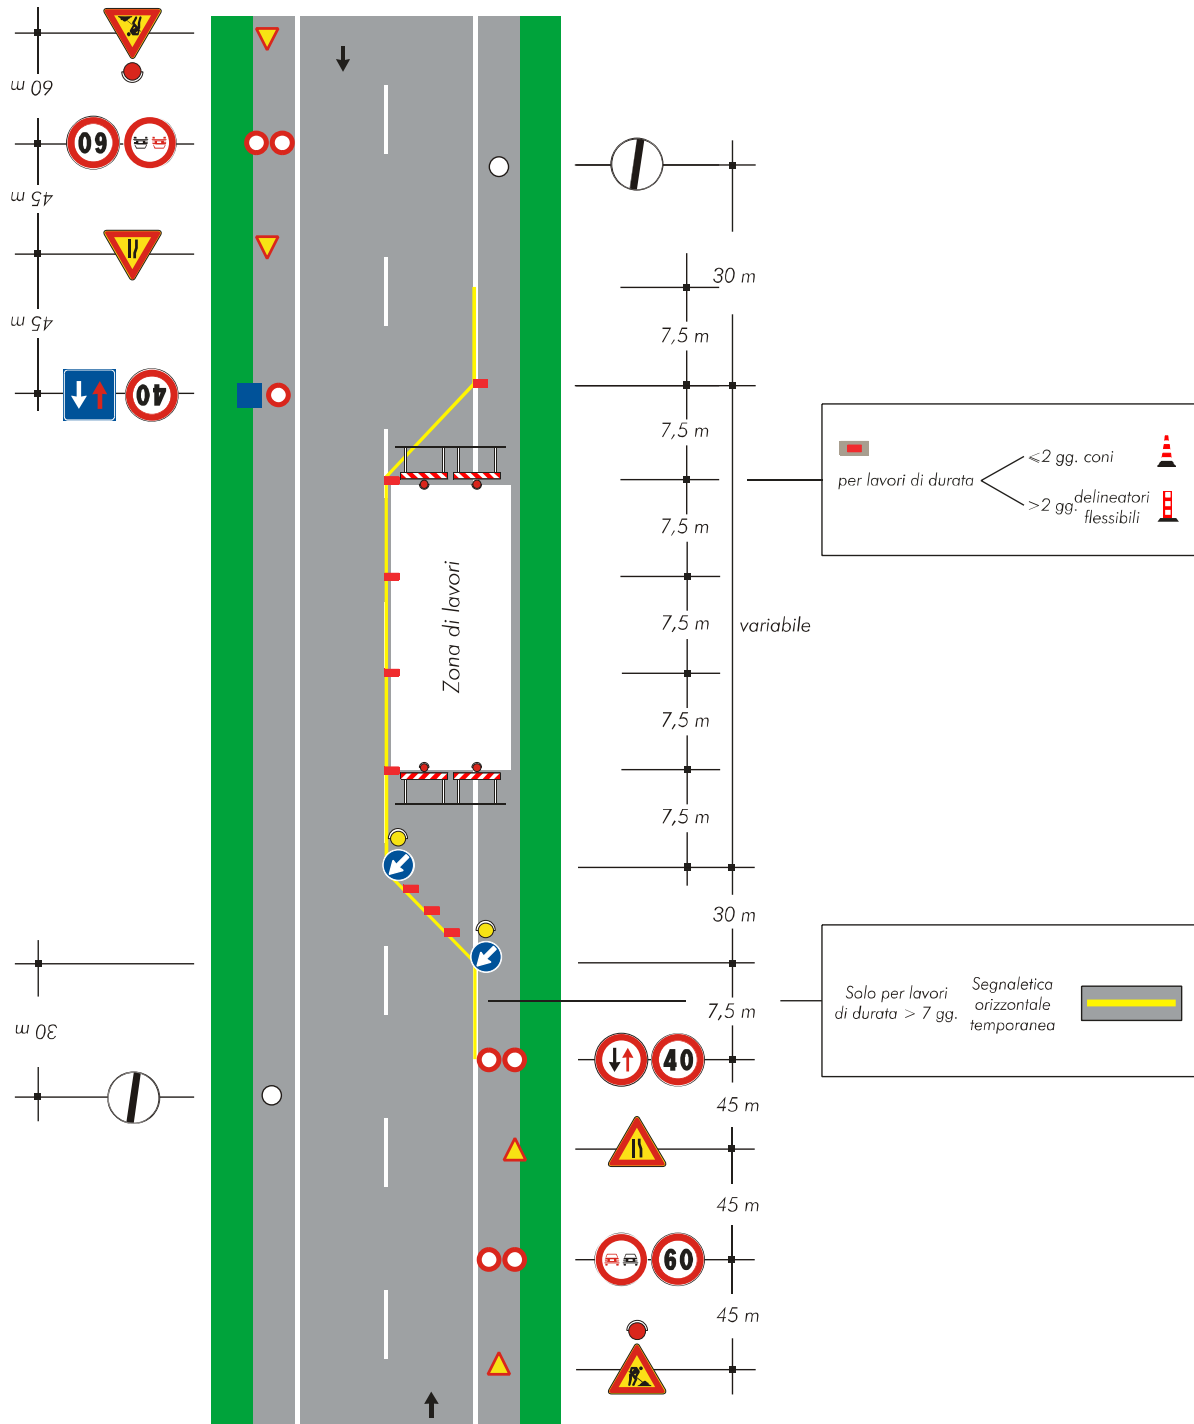 60 m
60
45 m
45 m
40
30 m
7,5 m
7,5 m
7,5 m
7,5 m
7,5 m
7,5 m
variabile
30 m
7,5 m
40
45 m
45 m
60
45 m
30 m
Zona di lavori
per lavori di durata
⩽2 gg. coni
>2 gg. delineatori
flessibili
Solo per lavori
di durata > 7 gg.
Segnaletica
orizzontale
temporanea